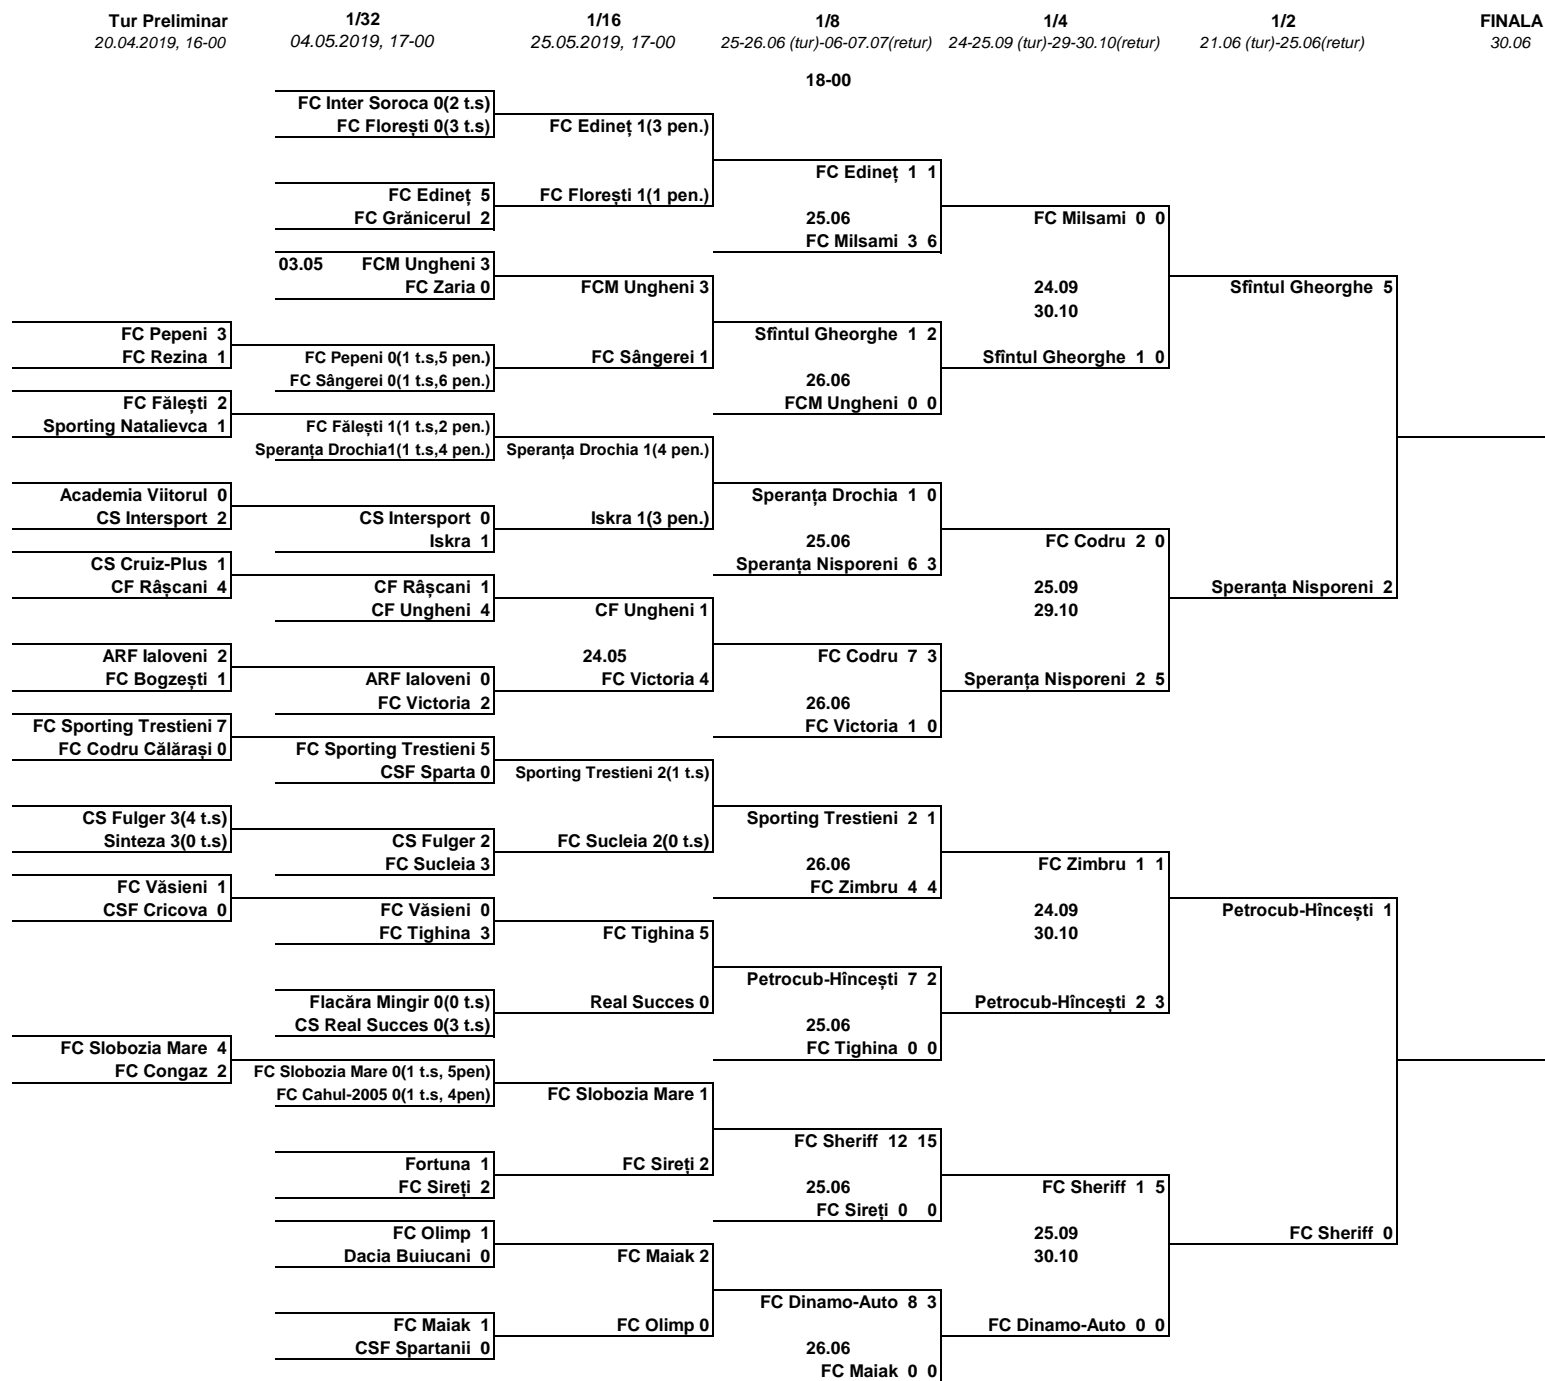 Tur Preliminar
20.04.2019, 16-00
1/32
04.05.2019, 17-00
1/16
25.05.2019, 17-00
1/8
25-26.06 (tur)-06-07.07(retur)
18-00
1/4
24-25.09 (tur)-29-30.10(retur)
1/2
21.06 (tur)-25.06(retur)
FINALA
30.06
FC Pepeni 3
FC Rezina 1
FC Fălești 2
Sporting Natalievca 1
Academia Viitorul 0
CS Intersport 2
CS Cruiz-Plus 1
CF Râșcani 4
ARF Ialoveni 2
FC Bogzești 1
FC Sporting Trestieni 7
FC Codru Călărași 0
CS Fulger 3(4 t.s)
Sinteza 3(0 t.s)
FC Văsieni 1
CSF Cricova 0
FC Slobozia Mare 4
FC Congaz 2
FC Inter Soroca 0(2 t.s)
FC Florești 0(3 t.s)
FC Edineț 5
FC Grănicerul 2
03.05 FCM Ungheni 3
FC Zaria 0
FC Pepeni 0(1 t.s,5 pen.)
FC Sângerei 0(1 t.s,6 pen.)
FC Fălești 1(1 t.s,2 pen.)
Speranța Drochia1(1 t.s,4 pen.)
CS Intersport 0
Iskra 1
CF Râșcani 1
CF Ungheni 4
ARF Ialoveni 0
FC Victoria 2
FC Sporting Trestieni 5
CSF Sparta 0
CS Fulger 2
FC Sucleia 3
FC Văsieni 0
FC Tighina 3
Flacăra Mingir 0(0 t.s)
CS Real Succes 0(3 t.s)
FC Slobozia Mare 0(1 t.s, 5pen)
FC Cahul-2005 0(1 t.s, 4pen)
Fortuna 1
FC Sireți 2
FC Olimp 1
Dacia Buiucani 0
FC Maiak 1
CSF Spartanii 0
FC Edineț 1(3 pen.)
FC Florești 1(1 pen.)
FCM Ungheni 3
FC Sângerei 1
Speranța Drochia 1(4 pen.)
Iskra 1(3 pen.)
CF Ungheni 1
24.05
FC Victoria 4
Sporting Trestieni 2(1 t.s)
FC Sucleia 2(0 t.s)
FC Tighina 5
Real Succes 0
FC Slobozia Mare 1
FC Sireți 2
FC Maiak 2
FC Olimp 0
FC Edineț 1 1
25.06
FC Milsami 3 6
Sfîntul Gheorghe 1 2
26.06
FCM Ungheni 0 0
Speranța Drochia 1 0
25.06
Speranța Nisporeni 6 3
FC Codru 7 3
26.06
FC Victoria 1 0
Sporting Trestieni 2 1
26.06
FC Zimbru 4 4
Petrocub-Hîncești 7 2
25.06
FC Tighina 0 0
FC Sheriff 12 15
25.06
FC Sireți 0 0
FC Dinamo-Auto 8 3
26.06
FC Maiak 0 0
FC Milsami 0 0
24.09
30.10
Sfîntul Gheorghe 1 0
FC Codru 2 0
25.09
29.10
Speranța Nisporeni 2 5
FC Zimbru 1 1
24.09
30.10
Petrocub-Hîncești 2 3
FC Sheriff 1 5
25.09
30.10
FC Dinamo-Auto 0 0
Sfîntul Gheorghe 5
Speranța Nisporeni 2
Petrocub-Hîncești 1
FC Sheriff 0